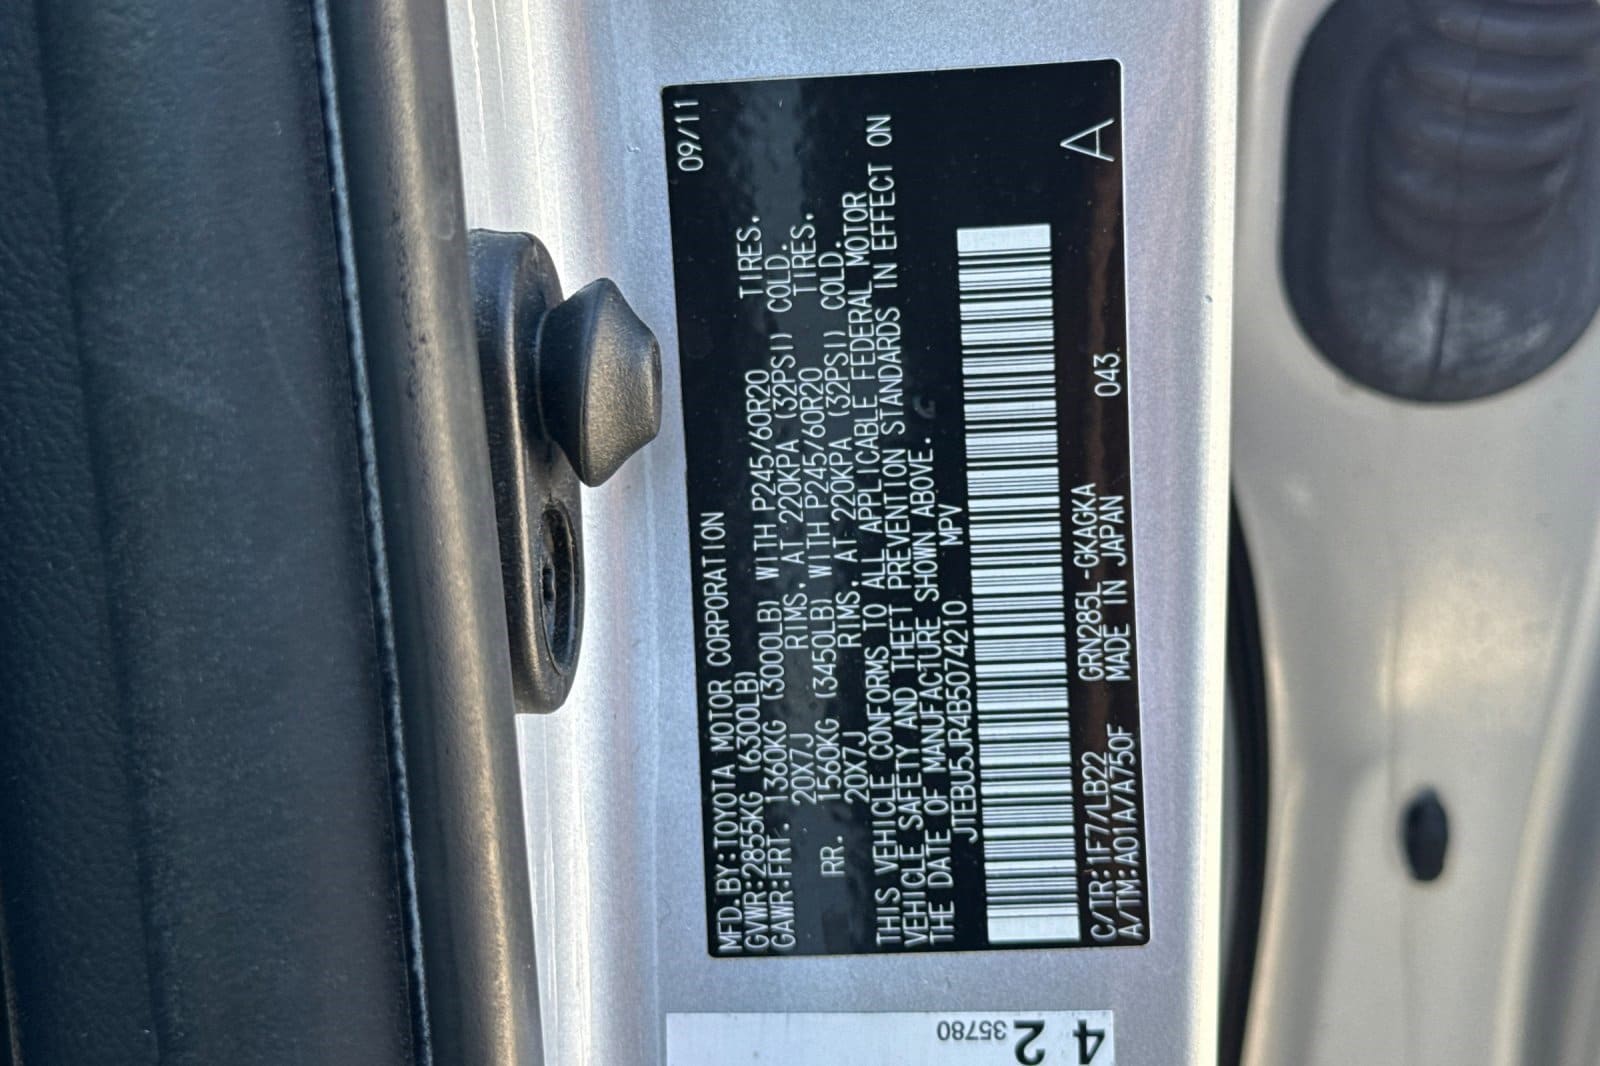 MFD.BY:TOYOTA MOTOR CORPORATION 09/11
GVWR:2855KG (6300LB)
GAWR:FRT. 1360KG (3000LB) WITH P245/60R20 TIRES.
20X7J RIMS. AT 220KPA (32PSI) COLD.
RR. 1560KG (3450LB) WITH P245/60R20 TIRES.
20X7J RIMS. AT 220KPA (32PSI) COLD.
THIS VEHICLE CONFORMS TO ALL APPLICABLE FEDERAL MOTOR
VEHICLE SAFETY AND THEFT PREVENTION STANDARDS IN EFFECT ON
THE DATE OF MANUFACTURE SHOWN ABOVE.
JTEBU5JR4B5074210 MPV
C/TR:1F7/LB22 GRN285L-GKAGKA 043 A
A/TM:A01A/A750F MADE IN JAPAN
42
35780